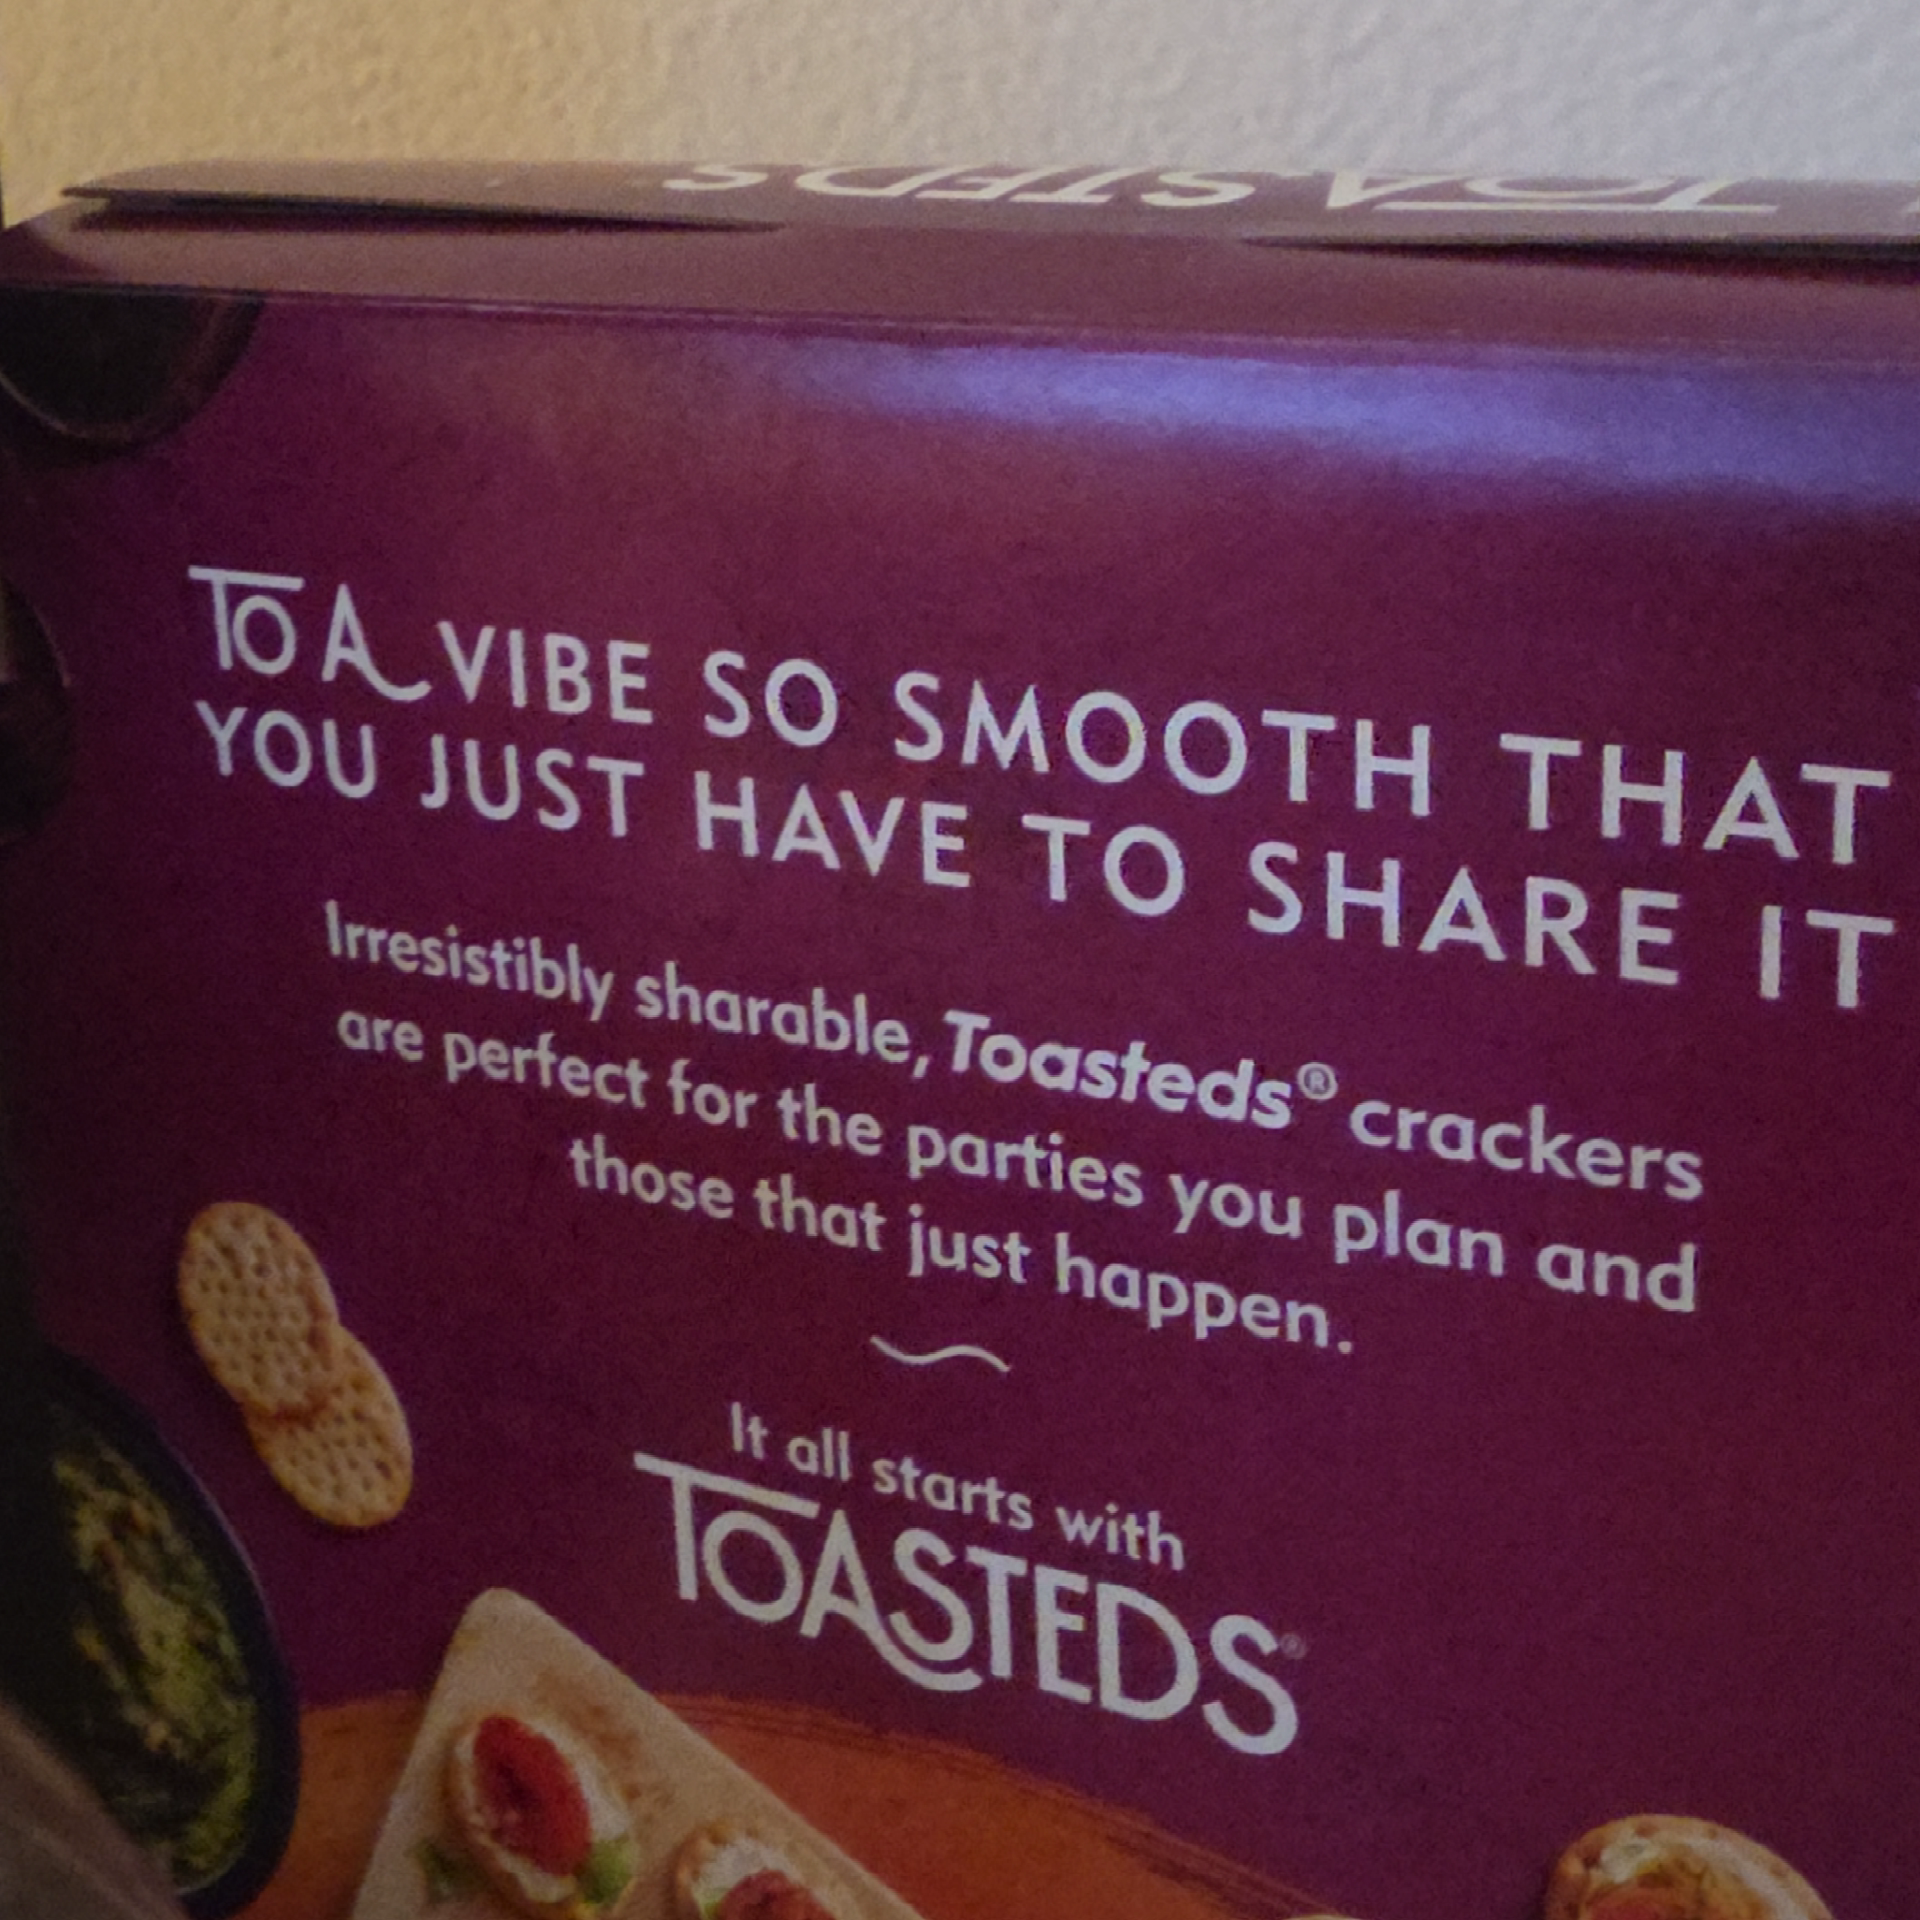 TOASTEDS
TO A VIBE SO SMOOTH THAT
YOU JUST HAVE TO SHARE IT
Irresistibly sharable, Toasteds® crackers
are perfect for the parties you plan and
those that just happen.
It all starts with
TOASTEDS®